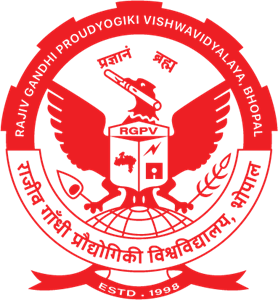 RAJIV GANDHI PROUDYOGIKI VISHWAVIDYALAYA, BHOPAL
प्रज्ञानं ब्रह्म
RGPV
राजीव गाँधी प्रौद्योगिकी विश्वविद्यालय, भोपाल
ESTD - 1998